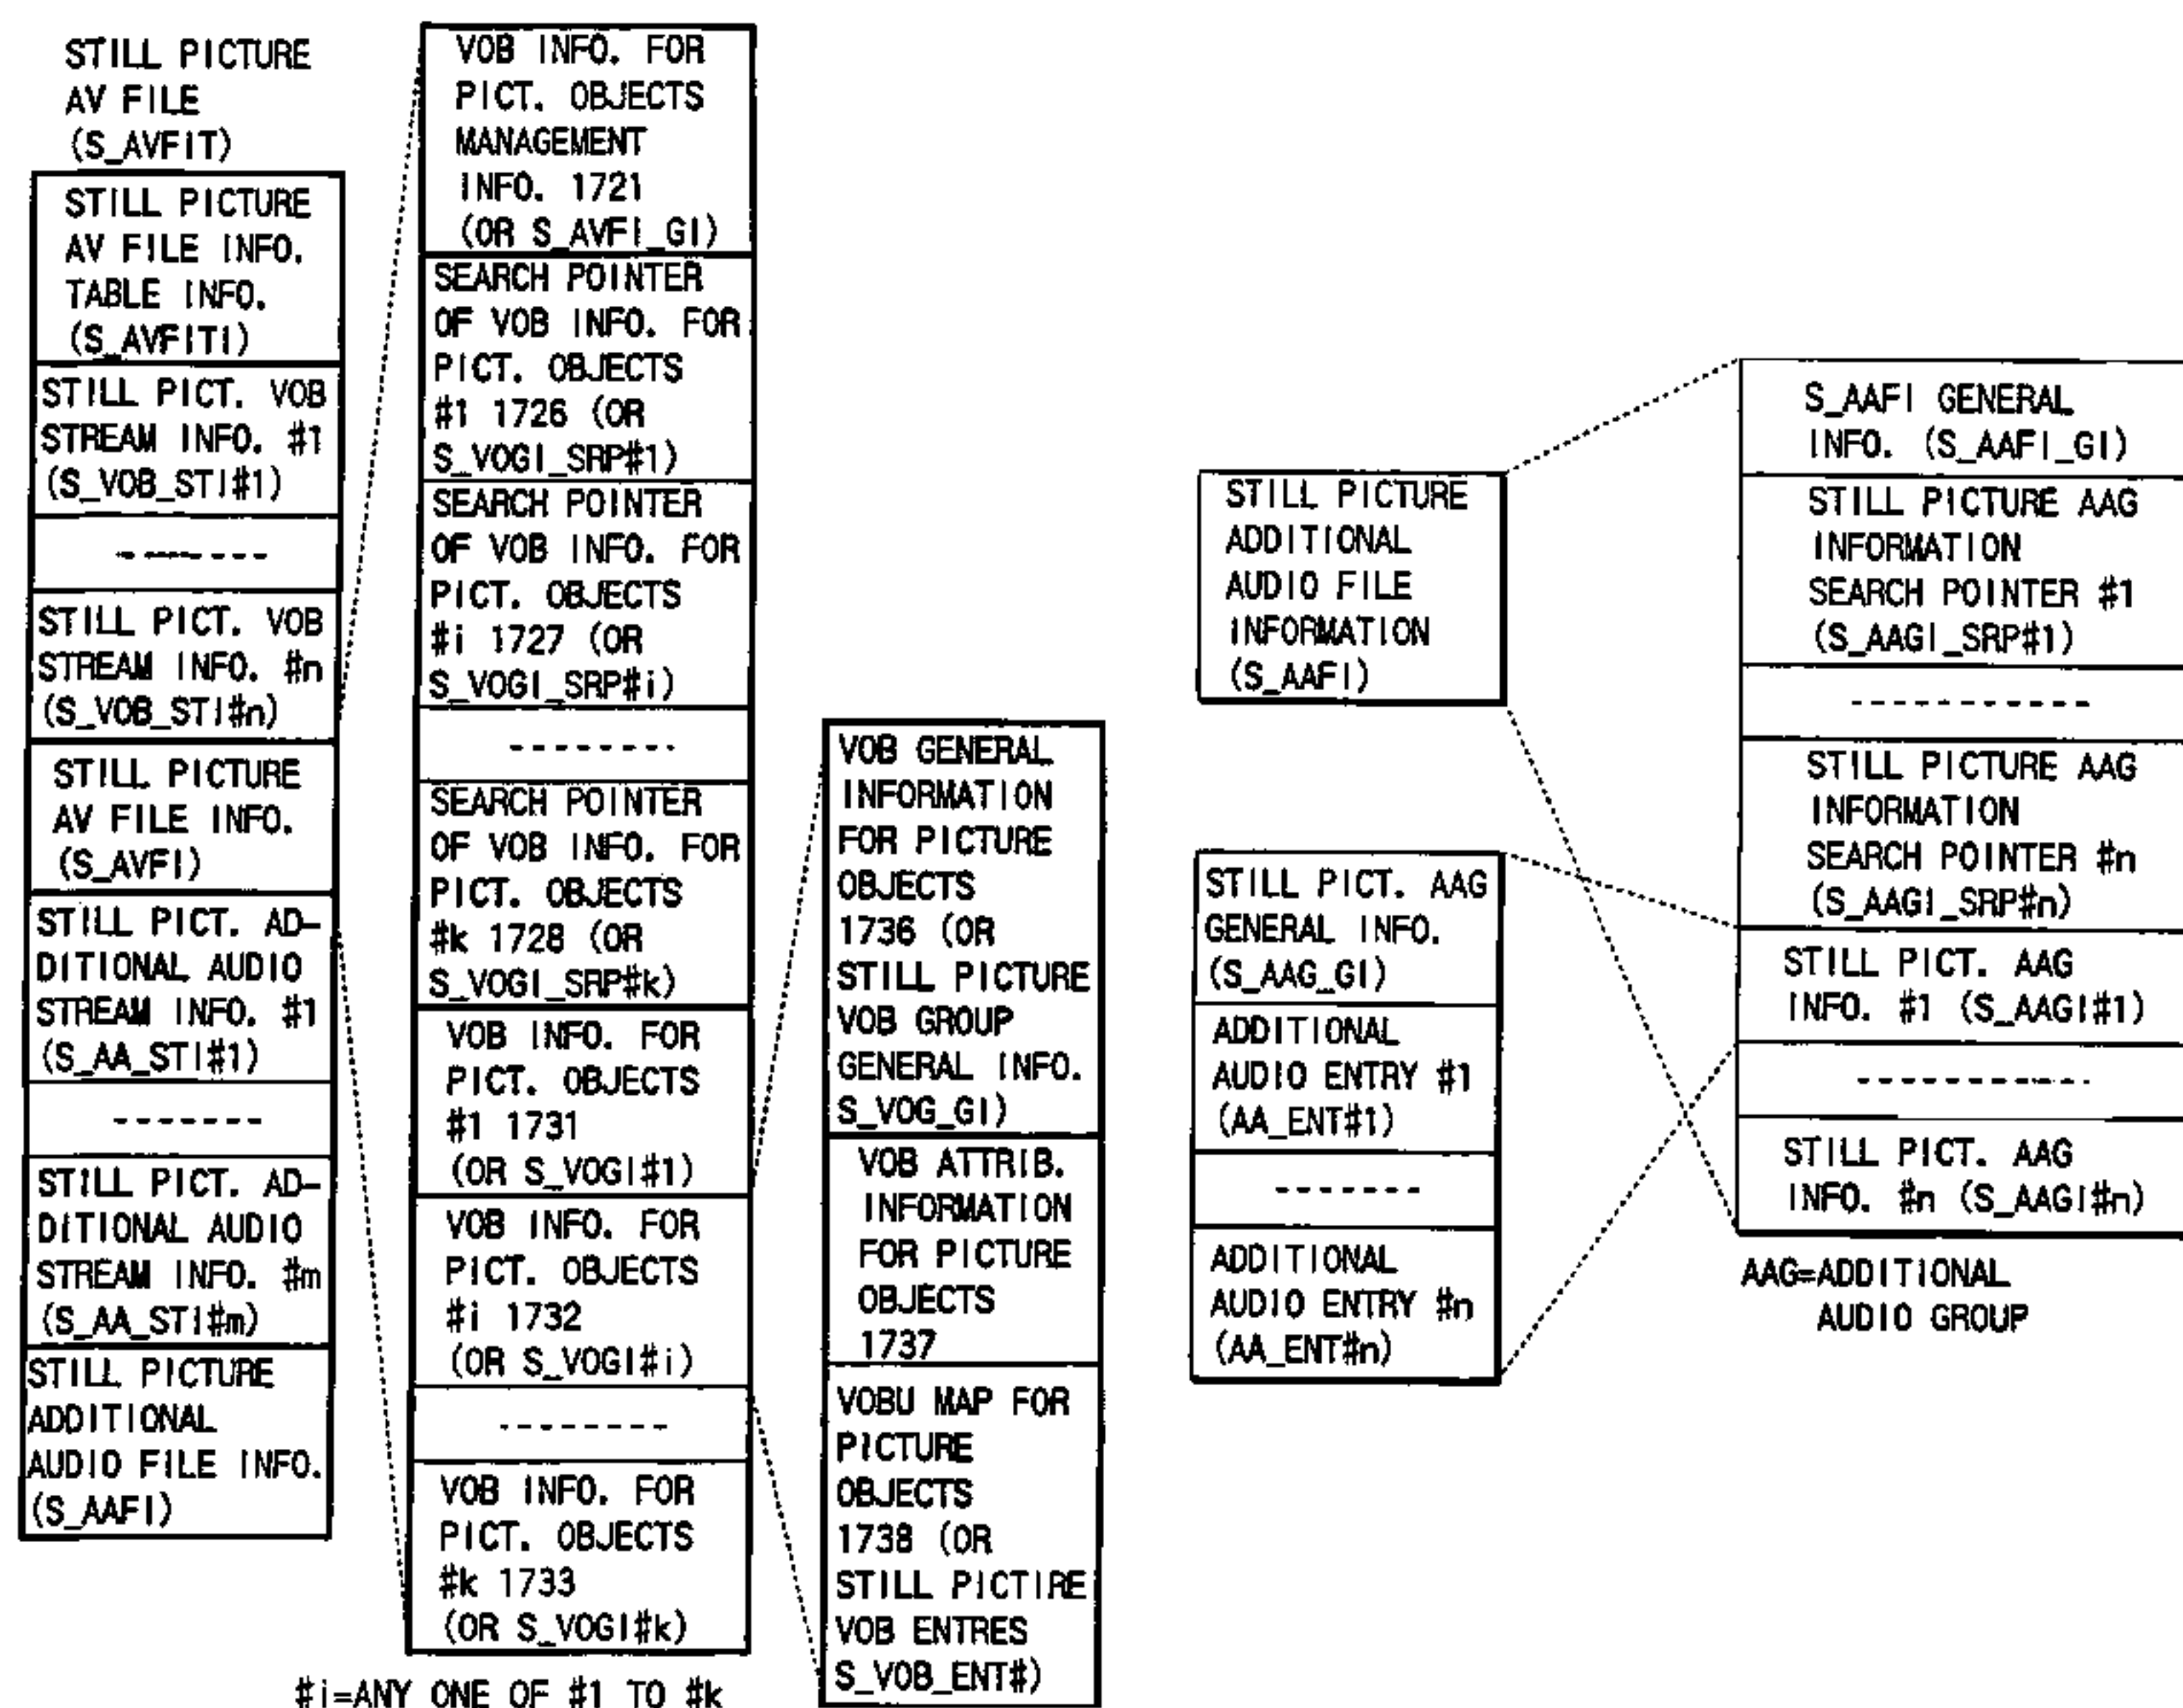 STILL PICTURE
AV FILE
(S_AVFIT)
STILL PICTURE
AV FILE INFO.
TABLE INFO.
(S_AVFITI)
STILL PICT. VOB
STREAM INFO. #1
(S_VOB_STI#1)
-------
STILL PICT. VOB
STREAM INFO. #n
(S_VOB_STI#n)
STILL PICTURE
AV FILE INFO.
(S_AVFI)
STILL PICT. AD-
DITIONAL AUDIO
STREAM INFO. #1
(S_AA_STI#1)
-------
STILL PICT. AD-
DITIONAL AUDIO
STREAM INFO. #m
(S_AA_STI#m)
STILL PICTURE
ADDITIONAL
AUDIO FILE INFO.
(S_AAFI)
VOB INFO. FOR
PICT. OBJECTS
MANAGEMENT
INFO. 1721
(OR S_AVFI_GI)
SEARCH POINTER
OF VOB INFO. FOR
PICT. OBJECTS
#1 1726 (OR
S_VOGI_SRP#1)
SEARCH POINTER
OF VOB INFO. FOR
PICT. OBJECTS
#i 1727 (OR
S_VOGI_SRP#i)
--------
SEARCH POINTER
OF VOB INFO. FOR
PICT. OBJECTS
#k 1728 (OR
S_VOGI_SRP#k)
VOB INFO. FOR
PICT. OBJECTS
#1 1731
(OR S_VOGI#1)
VOB INFO. FOR
PICT. OBJECTS
#i 1732
(OR S_VOGI#i)
--------
VOB INFO. FOR
PICT. OBJECTS
#k 1733
(OR S_VOGI#k)
#i=ANY ONE OF #1 TO #k
VOB GENERAL
INFORMATION
FOR PICTURE
OBJECTS
1736 (OR
STILL PICTURE
VOB GROUP
GENERAL INFO.
S_VOG_GI)
VOB ATTRIB.
INFORMATION
FOR PICTURE
OBJECTS
1737
VOBU MAP FOR
PICTURE
OBJECTS
1738 (OR
STILL PICTIRE
VOB ENTRES
S_VOB_ENT#)
STILL PICTURE
ADDITIONAL
AUDIO FILE
INFORMATION
(S_AAFI)
STILL PICT. AAG
GENERAL INFO.
(S_AAG_GI)
ADDITIONAL
AUDIO ENTRY #1
(AA_ENT#1)
-------
ADDITIONAL
AUDIO ENTRY #n
(AA_ENT#n)
S_AAFI GENERAL
INFO. (S_AAFI_GI)
STILL PICTURE AAG
INFORMATION
SEARCH POINTER #1
(S_AAGI_SRP#1)
-----------
STILL PICTURE AAG
INFORMATION
SEARCH POINTER #n
(S_AAGI_SRP#n)
STILL PICT. AAG
INFO. #1 (S_AAGI#1)
-----------
STILL PICT. AAG
INFO. #n (S_AAGI#n)
AAG=ADDITIONAL
AUDIO GROUP